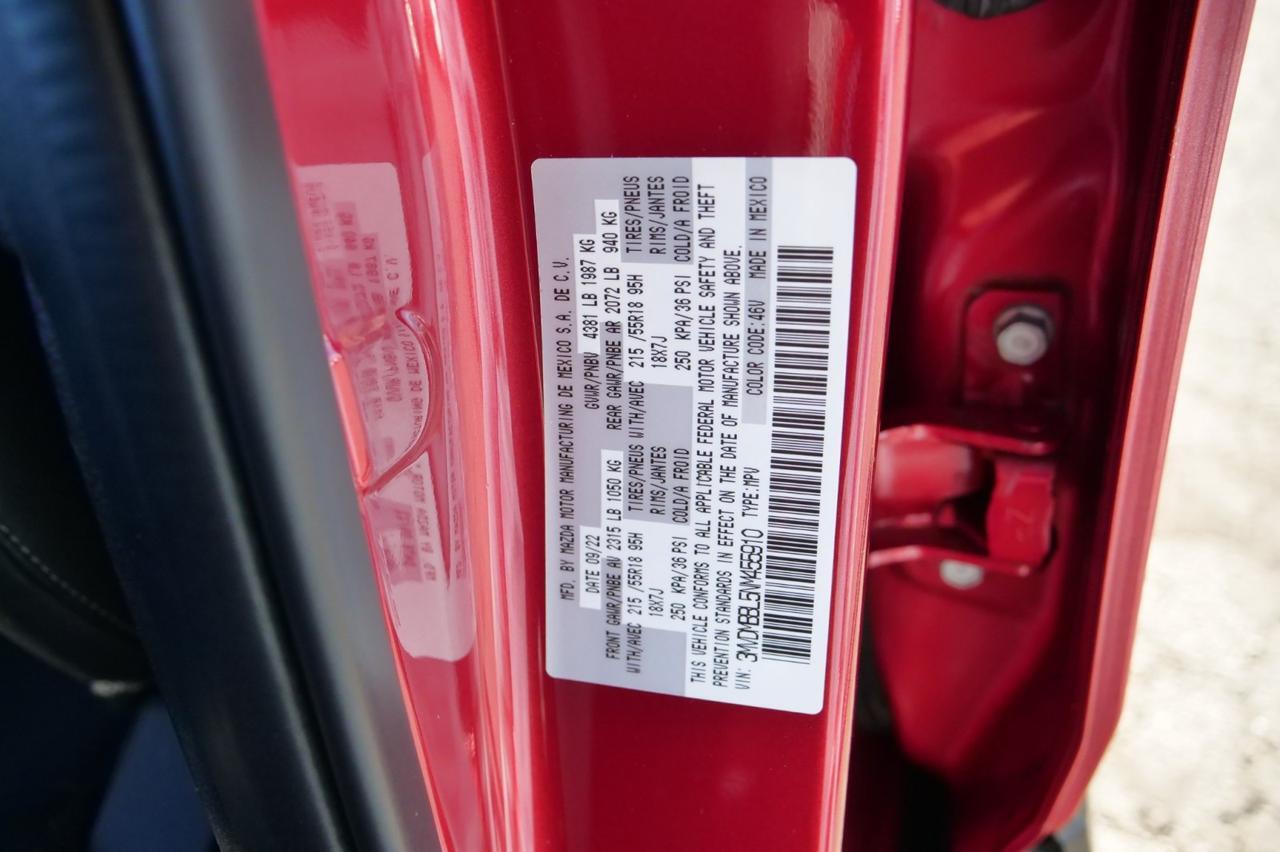 MFD. BY MAZDA MOTOR MANUFACTURING DE MEXICO S.A. DE C.V.
DATE 09/22 GVWR/PNBV 4381 LB 1987 KG
FRONT GAWR/PNBE AV 2315 LB 1050 KG REAR GAWR/PNBE AR 2072 LB 940 KG
WITH/AVEC 215 /55R18 95H TIRES/PNEUS WITH/AVEC 215 /55R18 95H TIRES/PNEUS
18X7J RIMS/JANTES 18X7J RIMS/JANTES
250 KPA/36 PSI COLD/A FROID 250 KPA/36 PSI COLD/A FROID
THIS VEHICLE CONFORMS TO ALL APPLICABLE FEDERAL MOTOR VEHICLE SAFETY AND THEFT
PREVENTION STANDARDS IN EFFECT ON THE DATE OF MANUFACTURE SHOWN ABOVE.
VIN: 3MVDMBBL5NM455910 TYPE:MPV COLOR CODE:46V MADE IN MEXICO